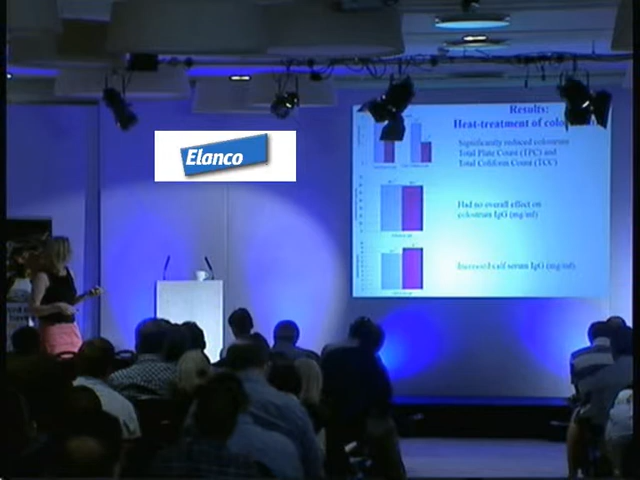 Elanco
Results:
Heat-treatment of colo
Significantly reduced colostrum
Total Plate Count (TPC) and
Total Coliform Count (TCC)
Had no overall effect on
colostrum IgG (mg/ml)
Increased calf serum IgG (mg/ml)